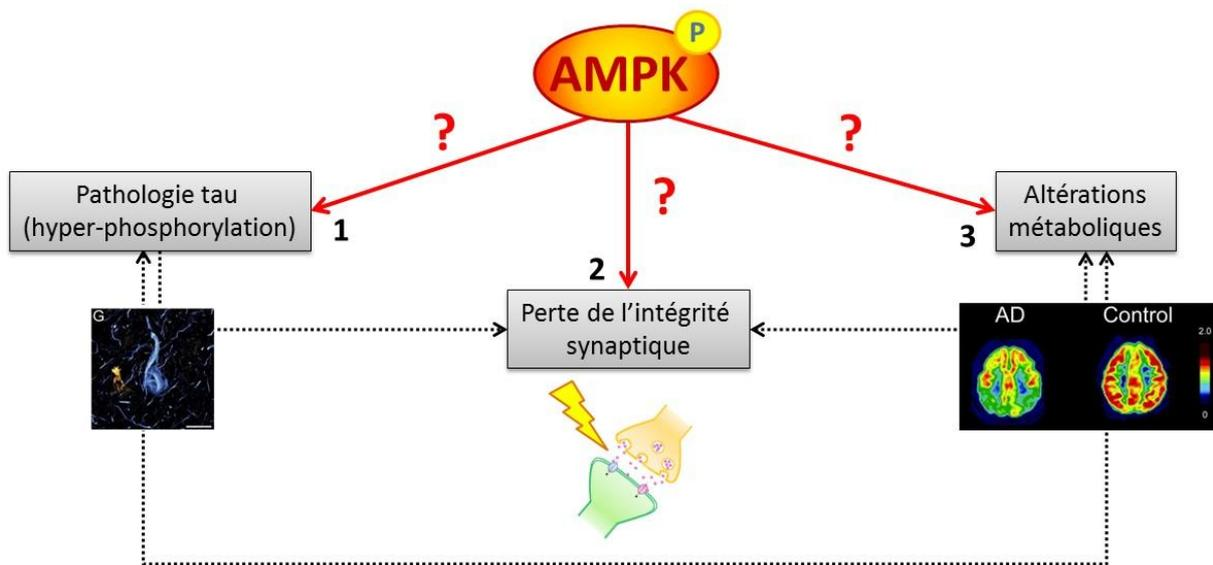 P
AMPK
?
?
?
Pathologie tau
(hyper-phosphorylation)
1
2
3
Altérations
métaboliques
Perte de l’intégrité
synaptique
G
AD
Control
2.0
0